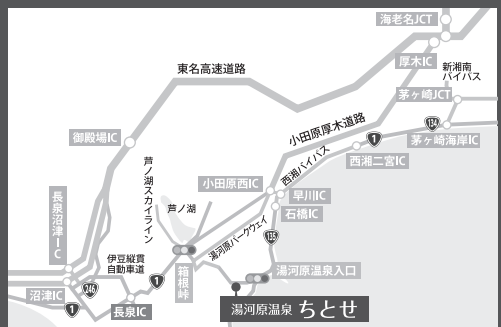 海老名JCT
厚木IC
新湘南
バイパス
東名高速道路
茅ヶ崎JCT
134
小田原厚木道路
1
茅ヶ崎海岸IC
御殿場IC
西湘二宮IC
西湘バイパス
芦ノ湖スカイライン
小田原西IC
長泉沼津IC
芦ノ湖
早川IC
石橋IC
湯河原パークウェイ
135
伊豆縦貫
自動車道
箱根峠
湯河原温泉入口
沼津IC
246
1
1
長泉IC
湯河原温泉 ちとせ